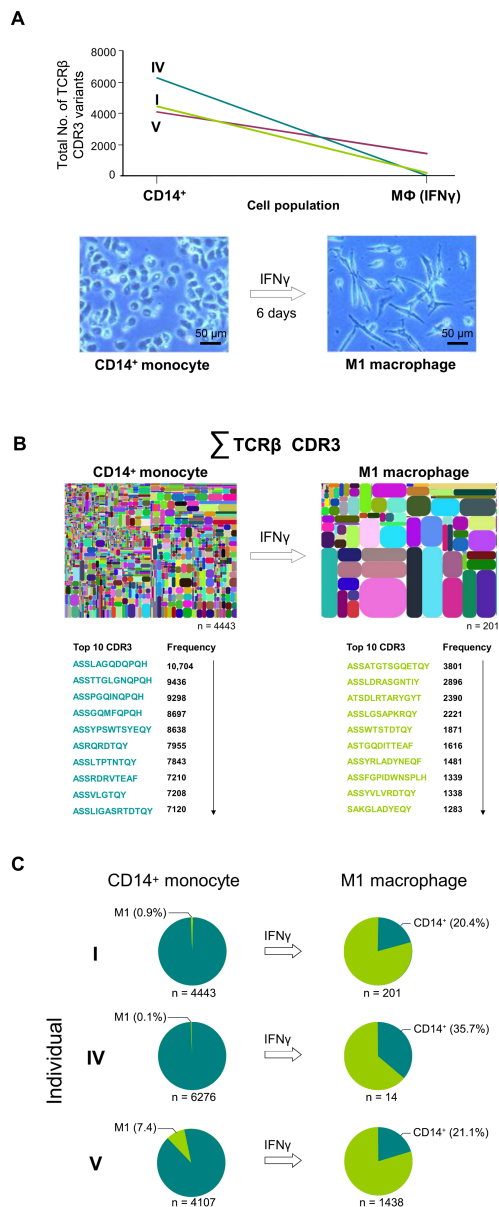 A
Total No. of TCRβ
CDR3 variants
8000
6000
4000
2000
0
IV
I
V
CD14+
MΦ (IFNγ)
Cell population
50 µm
IFNγ
6 days
50 µm
CD14+ monocyte
M1 macrophage
B
∑ TCRβ CDR3
CD14+ monocyte
M1 macrophage
IFNγ
n = 4443
n = 201
Top 10 CDR3 Frequency
ASSLAGQDQPQH 10,704
ASSTTGLGNQPQH 9436
ASSPGQINQPQH 9298
ASSGQMFQPQH 8697
ASSYPSWTSYEQY 8638
ASRQRDTQY 7955
ASSLTPTNTQY 7843
ASSRDRVTEAF 7210
ASSVLGTQY 7208
ASSLIGASRTDTQY 7120
Top 10 CDR3 Frequency
ASSATGTSGQETQY 3801
ASSLDRASGNTIY 2896
ATSDLRTARYGYT 2390
ASSLGSAPKRQY 2221
ASSWTSTDTQY 1871
ASTGQDITTEAF 1616
ASSYRLADYNEQF 1481
ASSFGPIDWNSPLH 1339
ASSYVLVRDTQY 1338
SAKGLADYEQY 1283
C
CD14+ monocyte
M1 macrophage
Individual
I
M1 (0.9%)
n = 4443
IFNγ
CD14+ (20.4%)
n = 201
IV
M1 (0.1%)
n = 6276
IFNγ
CD14+ (35.7%)
n = 14
V
M1 (7.4)
n = 4107
IFNγ
CD14+ (21.1%)
n = 1438